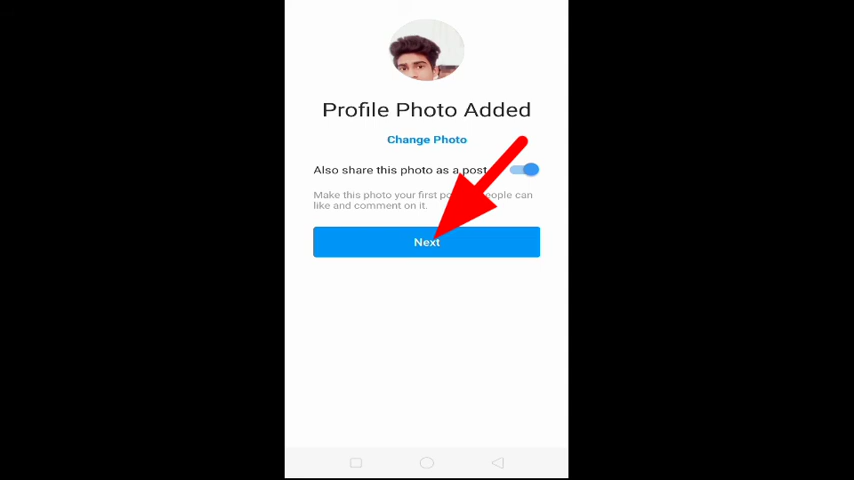 Profile Photo Added
Change Photo
Also share this photo as a post
Make this photo your first can
like and comment on it.
Next